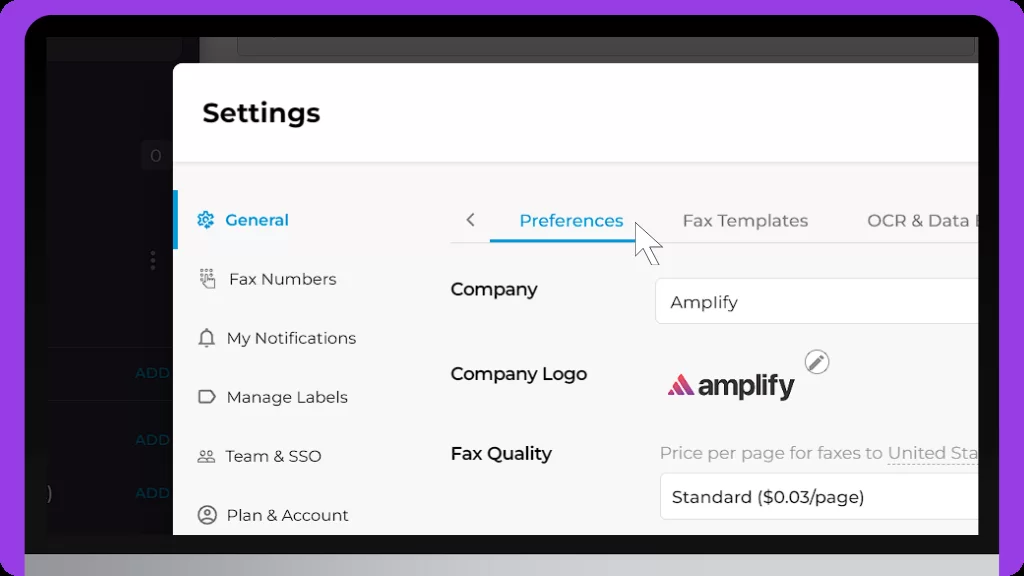 Settings
0
General
Preferences
Fax Templates
OCR & Data
Fax Numbers
Company
Amplify
My Notifications
Company Logo
amplify
ADD
Manage Labels
ADD
Team & SSO
Fax Quality
Price per page for faxes to United Sta
ADD
Standard ($0.03/page)
)
Plan & Account